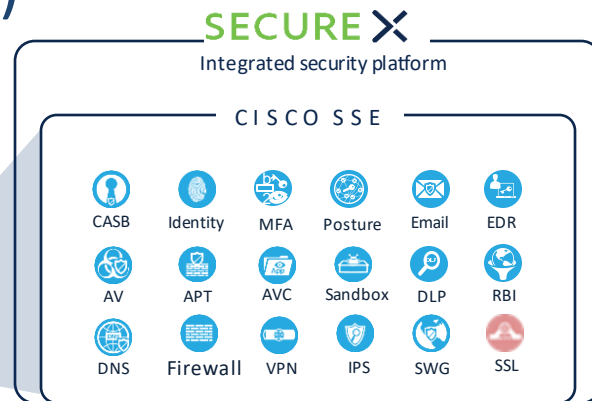 )
SECURE X
Integrated security platform
CISCO SSE
CASB Identity MFA Posture Email EDR
AV APT AVC Sandbox DLP RBI
DNS Firewall VPN IPS SWG SSL